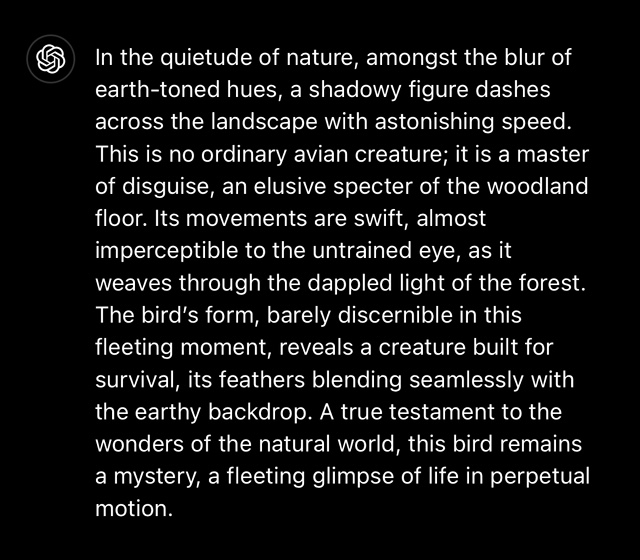 In the quietude of nature, amongst the blur of
earth-toned hues, a shadowy figure dashes
across the landscape with astonishing speed.
This is no ordinary avian creature; it is a master
of disguise, an elusive specter of the woodland
floor. Its movements are swift, almost
imperceptible to the untrained eye, as it
weaves through the dappled light of the forest.
The bird’s form, barely discernible in this
fleeting moment, reveals a creature built for
survival, its feathers blending seamlessly with
the earthy backdrop. A true testament to the
wonders of the natural world, this bird remains
a mystery, a fleeting glimpse of life in perpetual
motion.